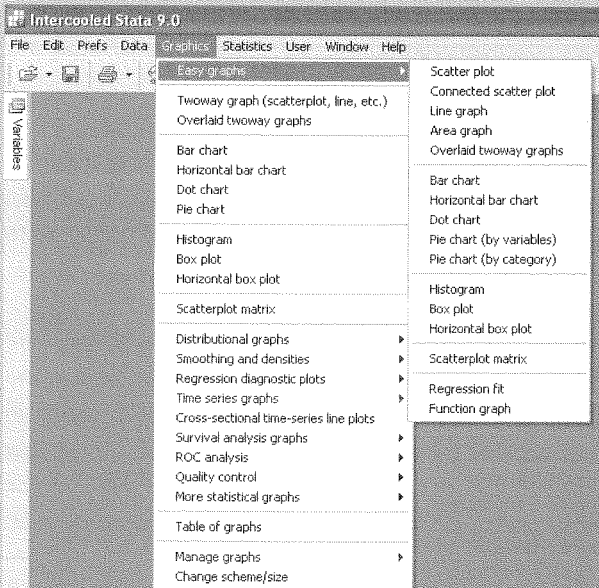 Intercooled Stata 9.0
File Edit Prefs Data Graphics Statistics User Window Help
Variables
Easy graphs
Twoway graph (scatterplot, line, etc.)
Overlaid twoway graphs
Bar chart
Horizontal bar chart
Dot chart
Pie chart
Histogram
Box plot
Horizontal box plot
Scatterplot matrix
Distributional graphs
Smoothing and densities
Regression diagnostic plots
Time series graphs
Cross-sectional time-series line plots
Survival analysis graphs
ROC analysis
Quality control
More statistical graphs
Table of graphs
Manage graphs
Change scheme/size
Scatter plot
Connected scatter plot
Line graph
Area graph
Overlaid twoway graphs
Bar chart
Horizontal bar chart
Dot chart
Pie chart (by variables)
Pie chart (by category)
Histogram
Box plot
Horizontal box plot
Scatterplot matrix
Regression fit
Function graph